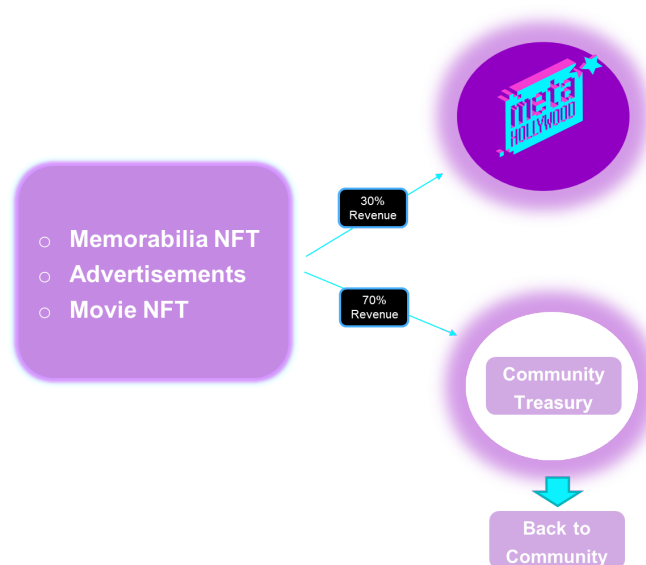 meta
HOLLYWOOD
30%
Revenue
Memorabilia NFT
Advertisements
Movie NFT
70%
Revenue
Community
Treasury
Back to
Community